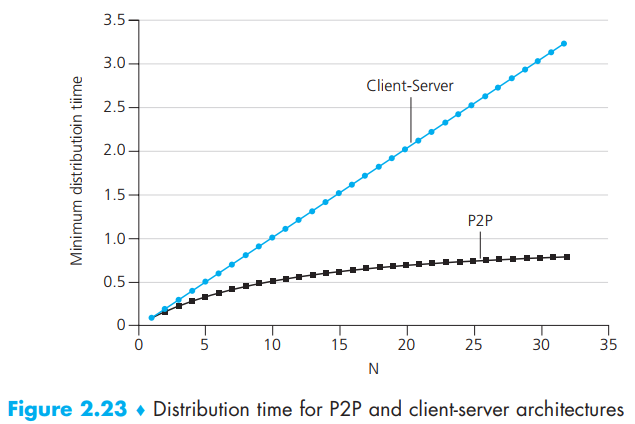 3.5
3.0
Client-Server
2.5
2.0
1.5
P2P
1.0
0.5
0
0 5 10 15 20 25 30 35
N
Minimum distributioin tiime
Figure 2.23 ♦ Distribution time for P2P and client-server architectures